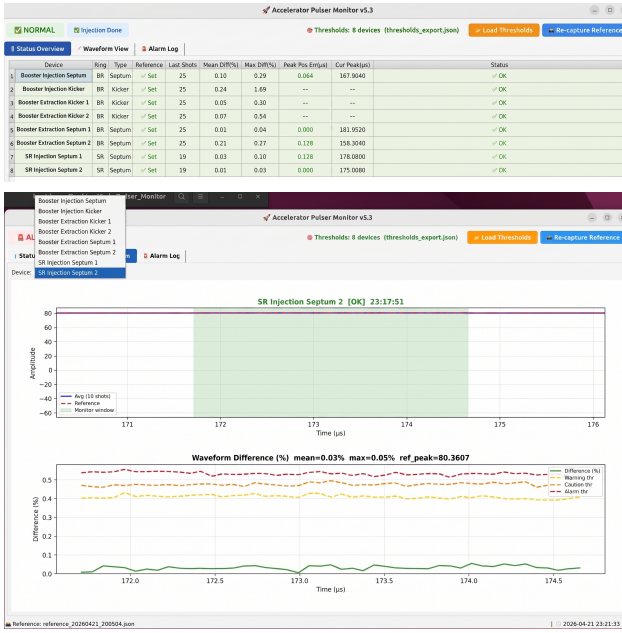 🚀 Accelerator Pulser Monitor v5.3
✅ NORMAL
Injection Done
Thresholds: 8 devices (thresholds_export.json)
Load Thresholds
Re-capture Reference
Status Overview
Waveform View
Alarm Log
Device Ring Type Reference Last Shots Mean Diff(%) Max Diff(%) Peak Pos Err(μs) Cur Peak(μs) Status
1 Booster Injection Septum BR Septum ✓ Set 25 0.10 0.29 0.064 167.9040 ✓ OK
2 Booster Injection Kicker BR Kicker ✓ Set 25 0.24 1.69 -- -- ✓ OK
3 Booster Extraction Kicker 1 BR Kicker ✓ Set 25 0.05 0.30 -- -- ✓ OK
4 Booster Extraction Kicker 2 BR Kicker ✓ Set 25 0.07 0.54 -- -- ✓ OK
5 Booster Extraction Septum 1 BR Septum ✓ Set 25 0.01 0.04 0.000 181.9520 ✓ OK
6 Booster Extraction Septum 2 BR Septum ✓ Set 25 0.21 0.27 0.128 158.3040 ✓ OK
7 SR Injection Septum 1 SR Septum ✓ Set 19 0.03 0.10 0.128 178.0800 ✓ OK
8 SR Injection Septum 2 SR Septum ✓ Set 19 0.01 0.03 0.000 175.0080 ✓ OK
Booster Injection Septum
Booster Injection Kicker
Booster Extraction Kicker 1
Booster Extraction Kicker 2
Booster Extraction Septum 1
Booster Extraction Septum 2
SR Injection Septum 1
SR Injection Septum 2
🚀 Accelerator Pulser Monitor v5.3
Thresholds: 8 devices (thresholds_export.json)
Load Thresholds
Re-capture Reference
Alarm Log
Device:
SR Injection Septum 2 [OK] 23:17:51
Amplitude
80
60
40
20
0
−20
−40
−60
Avg (10 shots)
Reference
Monitor window
171 172 173 174 175 176
Time (μs)
Waveform Difference (%) mean=0.03% max=0.05% ref_peak=80.3607
Difference (%)
0.5
0.4
0.3
0.2
0.1
0.0
Difference (%)
Warning thr
Caution thr
Alarm thr
172.0 172.5 173.0 173.5 174.0 174.5
Time (μs)
Reference: reference_20260421_200504.json
2026-04-21 23:21:33